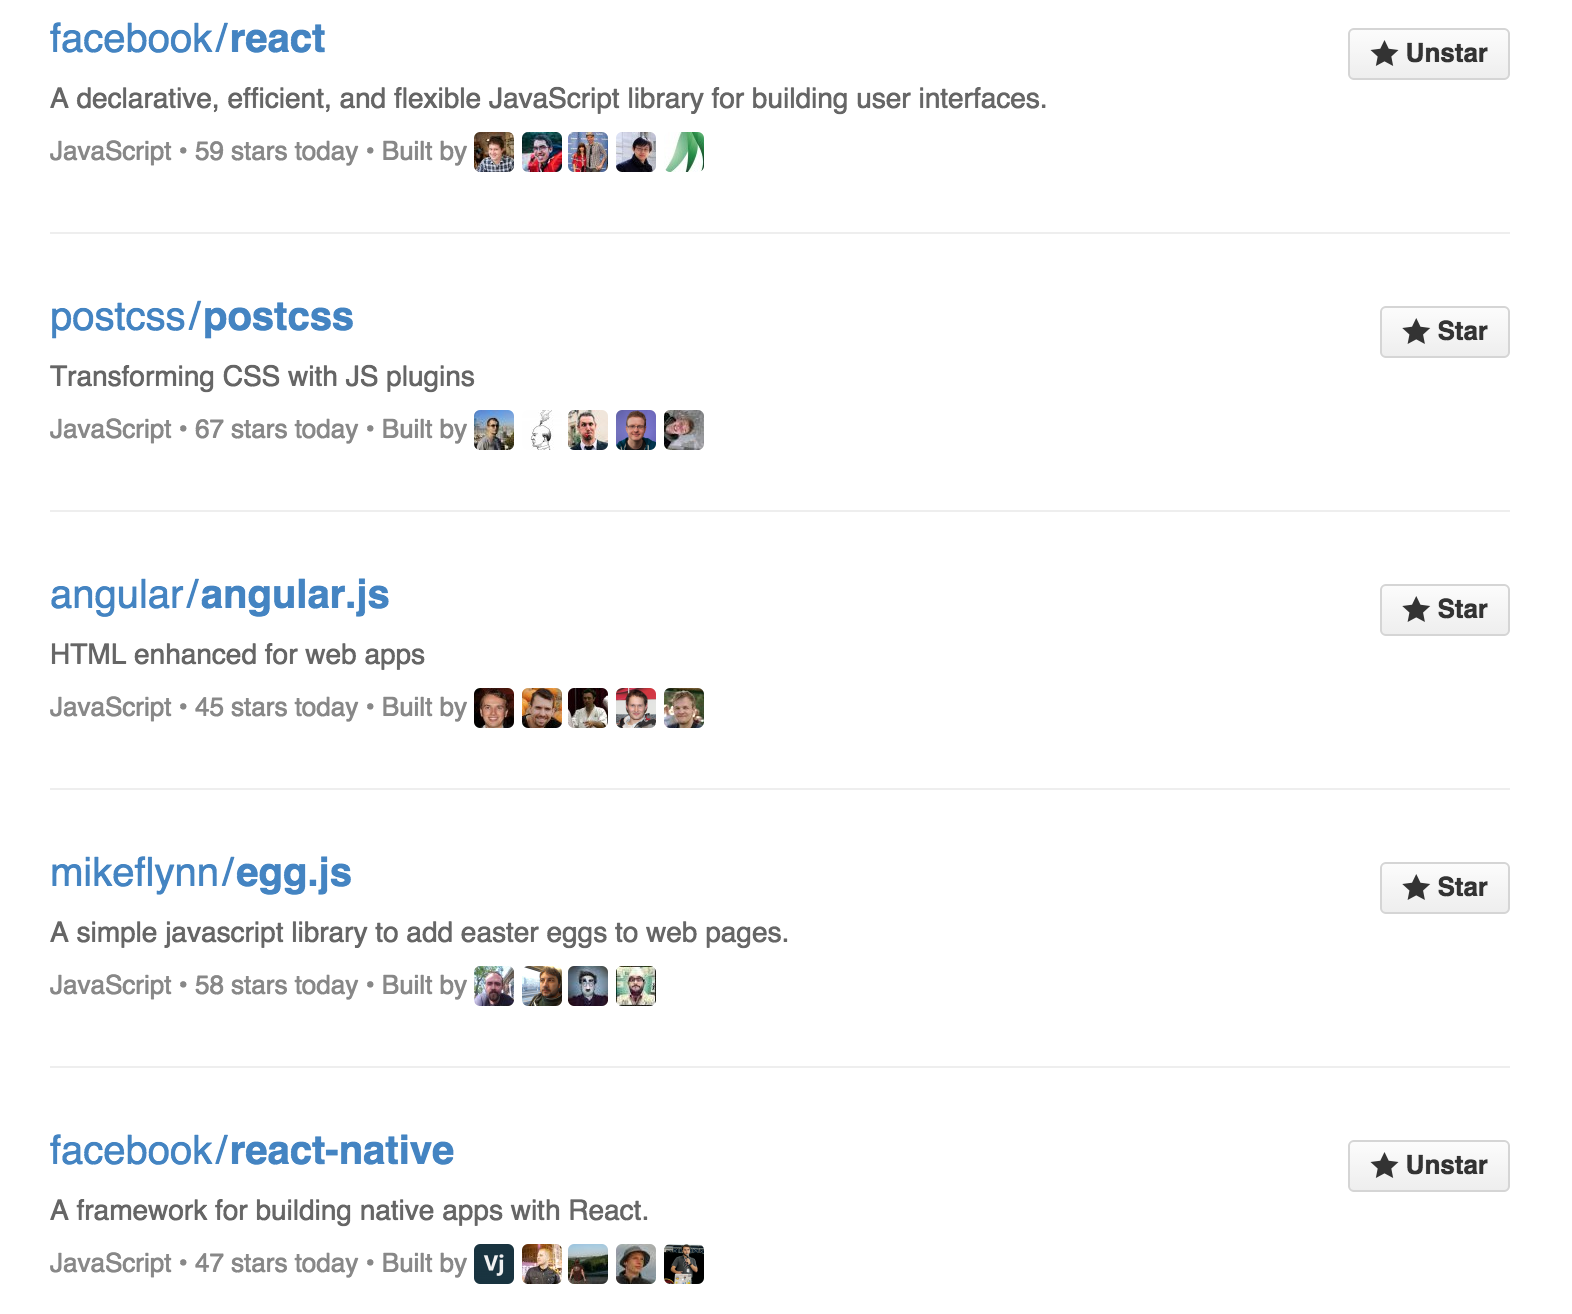 facebook/react
Unstar
A declarative, efficient, and flexible JavaScript library for building user interfaces.
JavaScript • 59 stars today • Built by
postcss/postcss
Star
Transforming CSS with JS plugins
JavaScript • 67 stars today • Built by
angular/angular.js
Star
HTML enhanced for web apps
JavaScript • 45 stars today • Built by
mikeflynn/egg.js
Star
A simple javascript library to add easter eggs to web pages.
JavaScript • 58 stars today • Built by
facebook/react-native
Unstar
A framework for building native apps with React.
JavaScript • 47 stars today • Built by Vj